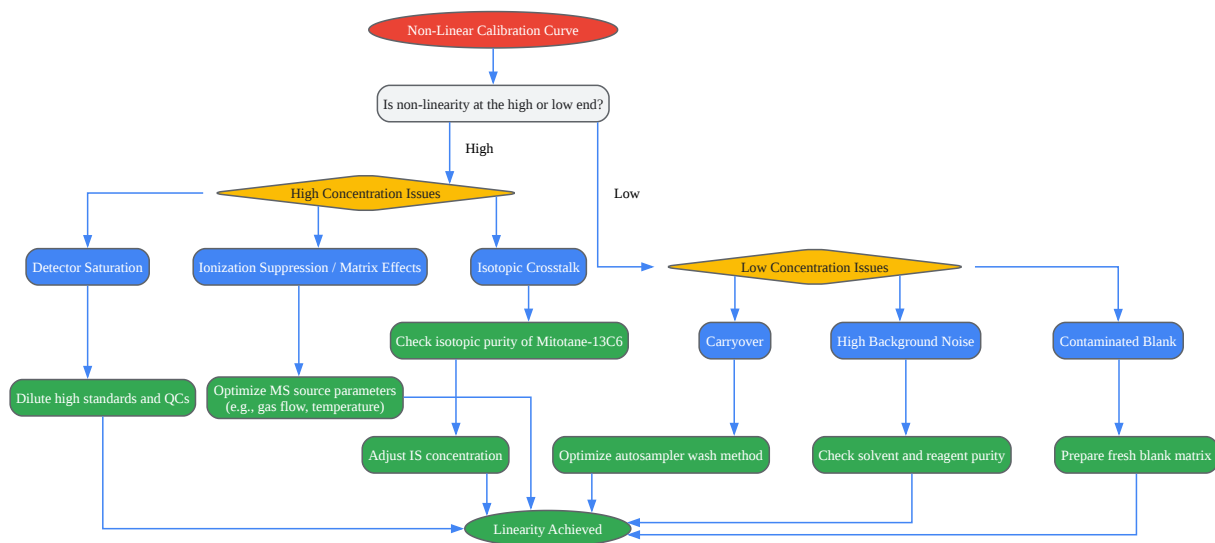 Non-Linear Calibration Curve
Is non-linearity at the high or low end?
High
High Concentration Issues
Low
Detector Saturation
Ionization Suppression / Matrix Effects
Isotopic Crosstalk
Low Concentration Issues
Check isotopic purity of Mitotane-13C6
Carryover
High Background Noise
Contaminated Blank
Dilute high standards and QCs
Optimize MS source parameters
(e.g., gas flow, temperature)
Adjust IS concentration
Optimize autosampler wash method
Check solvent and reagent purity
Prepare fresh blank matrix
Linearity Achieved